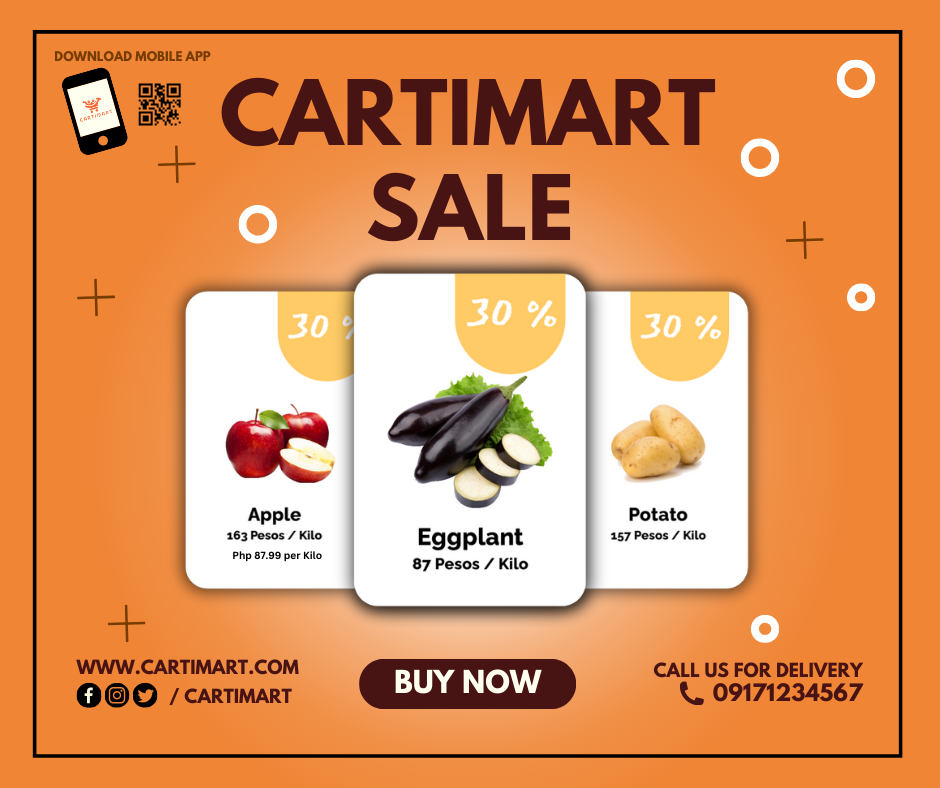 DOWNLOAD MOBILE APP
CARTIMART
CARTIMART
SALE
30 %
30 %
30 %
Apple
163 Pesos / Kilo
Php 87.99 per Kilo
Eggplant
87 Pesos / Kilo
Potato
157 Pesos / Kilo
WWW.CARTIMART.COM
/ CARTIMART
BUY NOW
CALL US FOR DELIVERY
09171234567